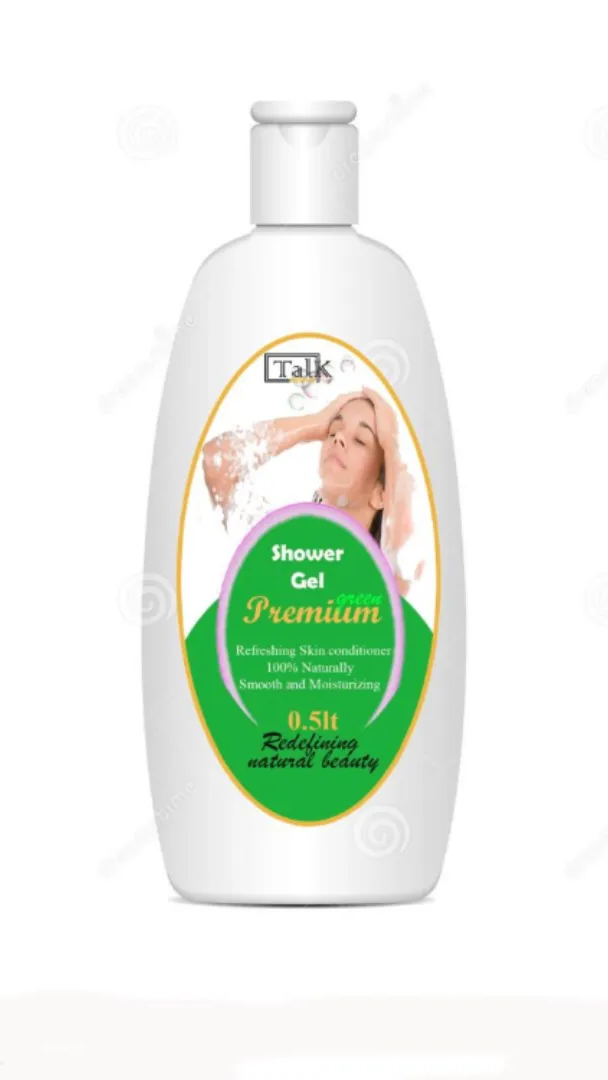 Talk
Shower
Gel
green
Premium
Refreshing Skin conditioner
100% Naturally
Smooth and Moisturizing
0.5lt
Redefining
natural beauty